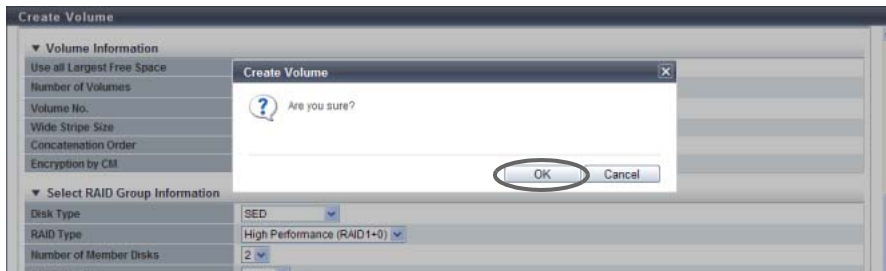 Create Volume
▼ Volume Information
Use all Largest Free Space
Number of Volumes
Volume No.
Wide Stripe Size
Concatenation Order
Encryption by CM
Create Volume
Are you sure?
OK Cancel
▼ Select RAID Group Information
Disk Type SED
RAID Type High Performance (RAID1+0)
Number of Member Disks 2